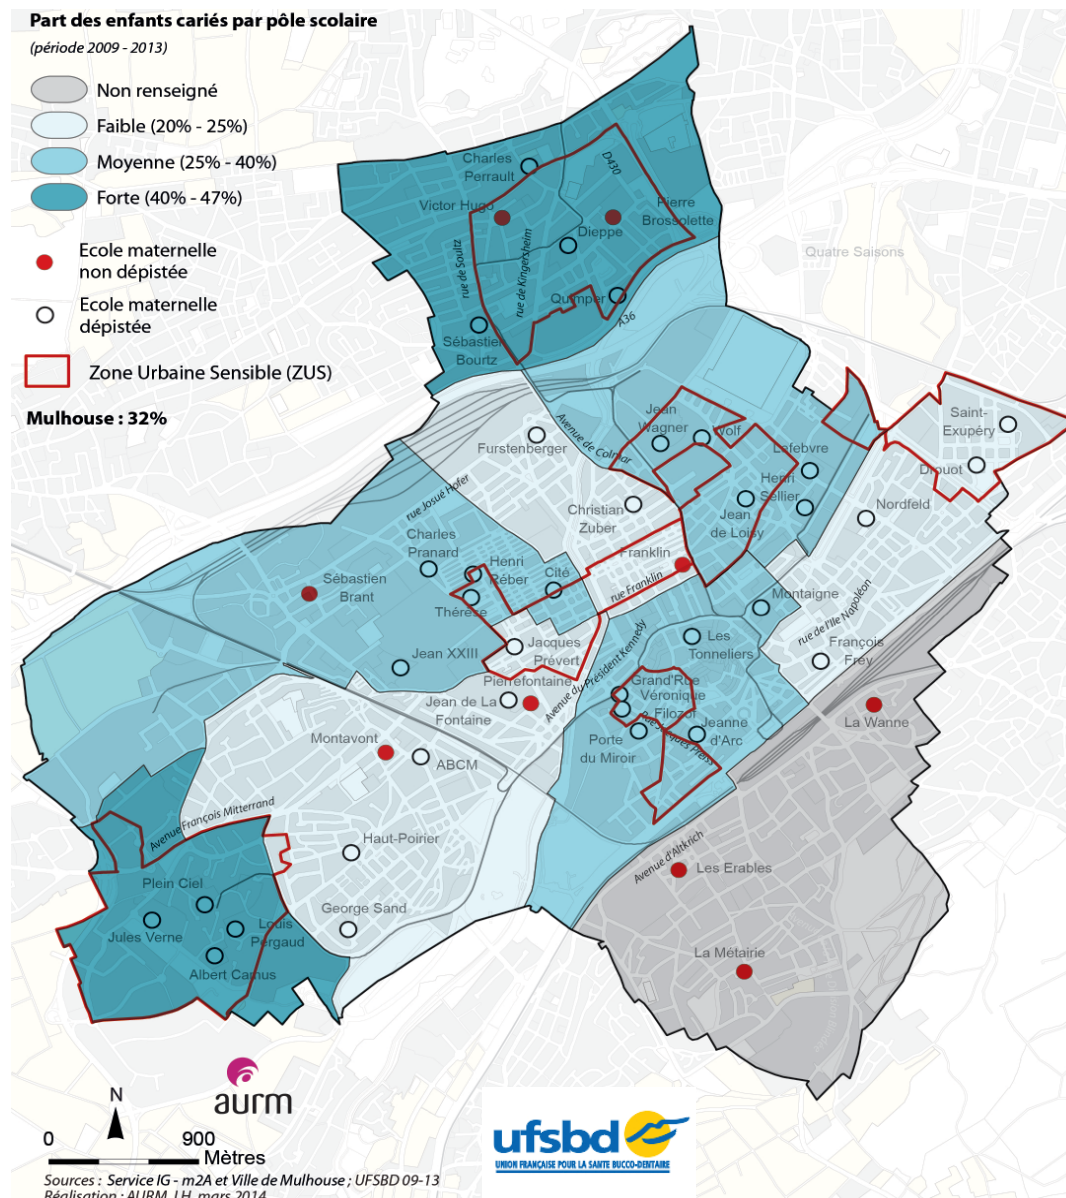 Part des enfants cariés par pôle scolaire
(période 2009 - 2013)
Non renseigné
Faible (20% - 25%)
Moyenne (25% - 40%)
Forte (40% - 47%)
Ecole maternelle
non dépistée
Ecole maternelle
dépistée
Zone Urbaine Sensible (ZUS)
Mulhouse : 32%
Charles
Perrault
D430
Victor Hugo
Pierre
Brossolette
Dieppe
rue de Soultz
rue de Kingersheim
Quimper
A36
Sébastien
Bourtz
Quatre Saisons
Jean
Wagner
Wolf
Avenue de Colmar
Furstenberger
Lefebvre
Henri
Sellier
Saint-
Exupéry
Drouot
Nordfeld
rue Josué Hofer
Christian
Zuber
Jean
de Loisy
Charles
Pranard
Henri
Réber
Cité
Franklin
rue Franklin
Sébastien
Brant
Thérèse
Montaigne
rue de l'Ile Napoléon
François
Frey
Jean XXIII
Jacques
Prévert
Les
Tonneliers
Pierrefontaine
Avenue du Président Kennedy
Jean de La
Fontaine
Grand'Rue
Véronique
Filozof
Jeanne
d'Arc
Porte
du Miroir
La Wanne
Montavont
ABCM
Avenue François Mitterrand
Haut-Poirier
Avenue d'Altkirch
Les Erables
Plein Ciel
George Sand
Jules Verne
Louis
Pergaud
Albert Camus
La Métairie
aurm
N
0 900
Mètres
ufsbd
UNION FRANÇAISE POUR LA SANTE BUCCO-DENTAIRE
Sources : Service IG - m2A et Ville de Mulhouse ; UFSBD 09-13
Réalisation : AURM, LH, mars 2014